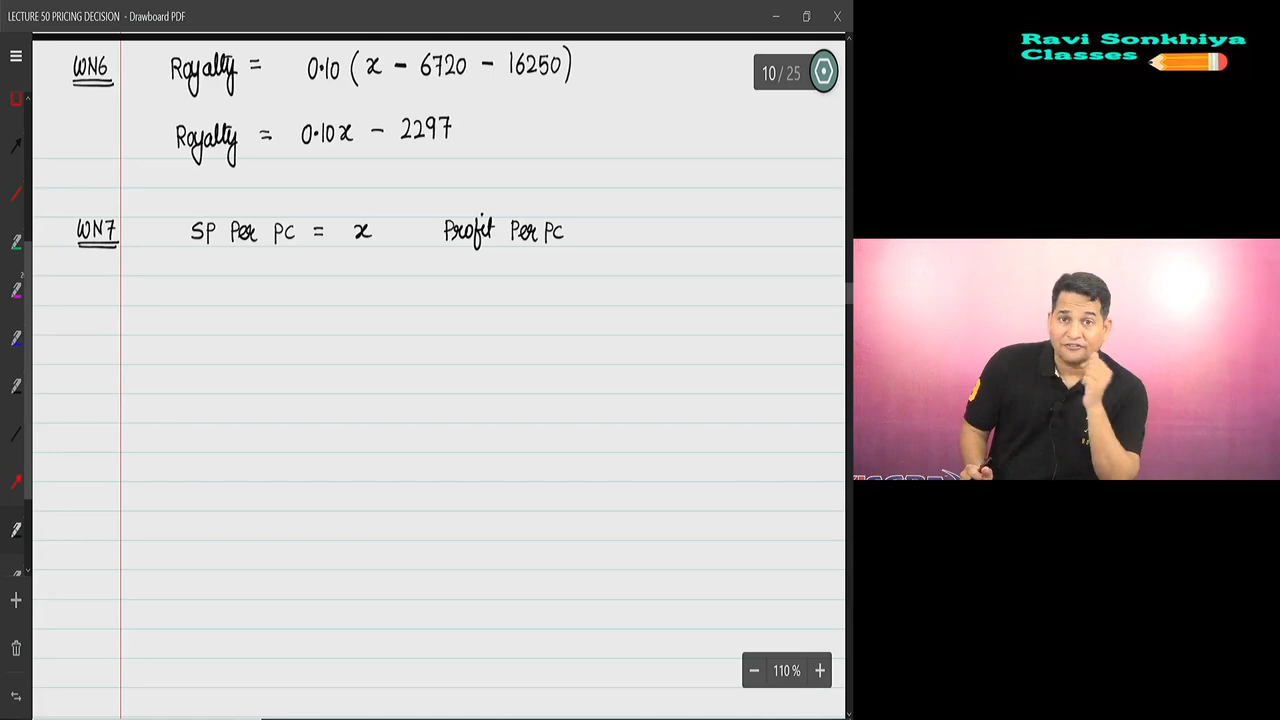 LECTURE 50 PRICING DECISION - Drawboard PDF
Ravi Sonkhiya
Classes
WN6 Royalty = 0.10 (x - 6720 - 16250)
10 / 25
Royalty = 0.10x - 2297
WN7 SP Per PC = x Profit Per PC
110 %